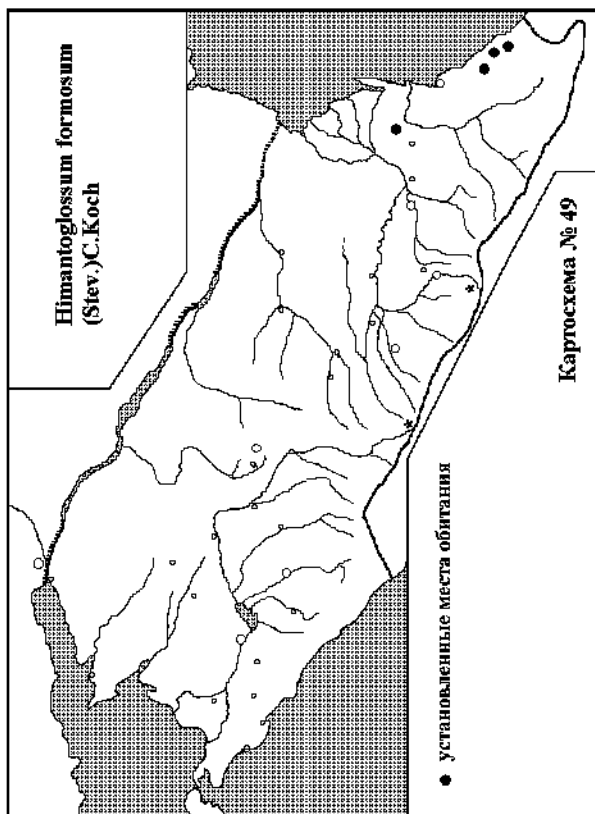 Himantoglossum formosum
(Stev.)C.Koch
Картосхема № 49
установленные места обитания